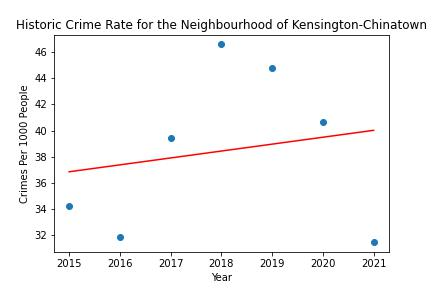 Historic Crime Rate for the Neighbourhood of Kensington-Chinatown
46
44
42
40
38
36
34
32
Crimes Per 1000 People
2015 2016 2017 2018 2019 2020 2021
Year